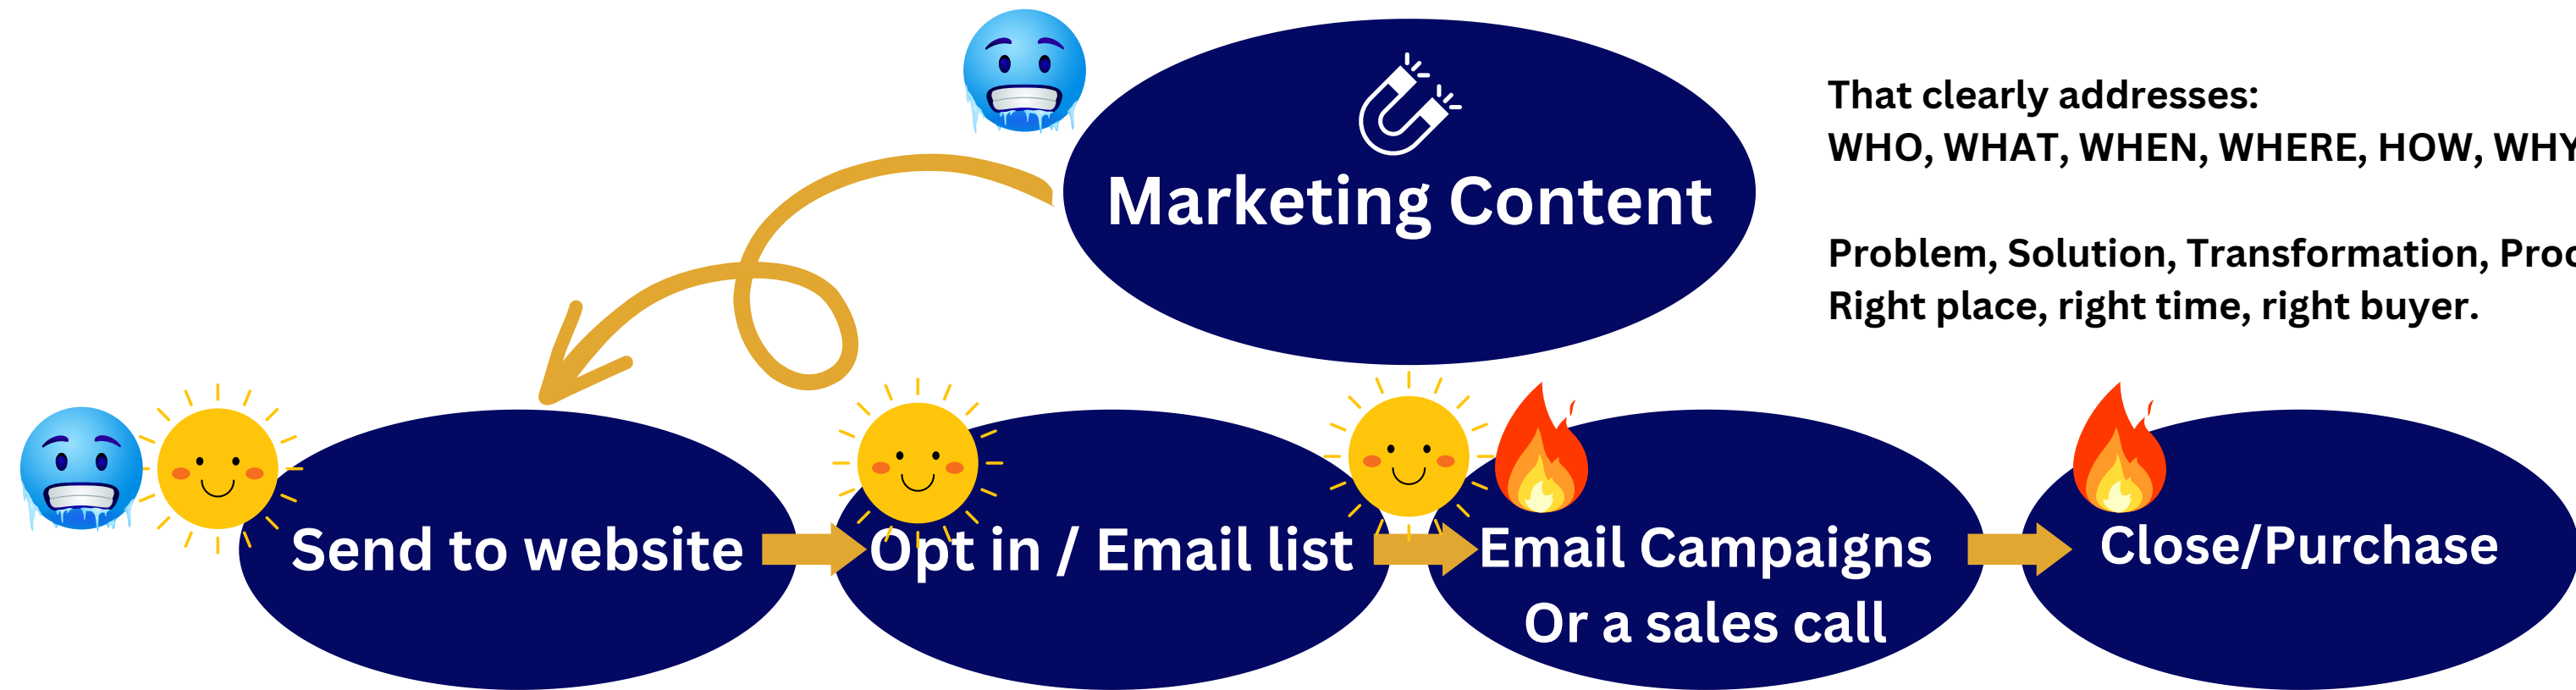 Marketing Content
That clearly addresses:
WHO, WHAT, WHEN, WHERE, HOW, WHY
Problem, Solution, Transformation,
Right place, right time, right buyer.
Send to website
Opt in / Email list
Email Campaigns
Or a sales call
Close/Purchase